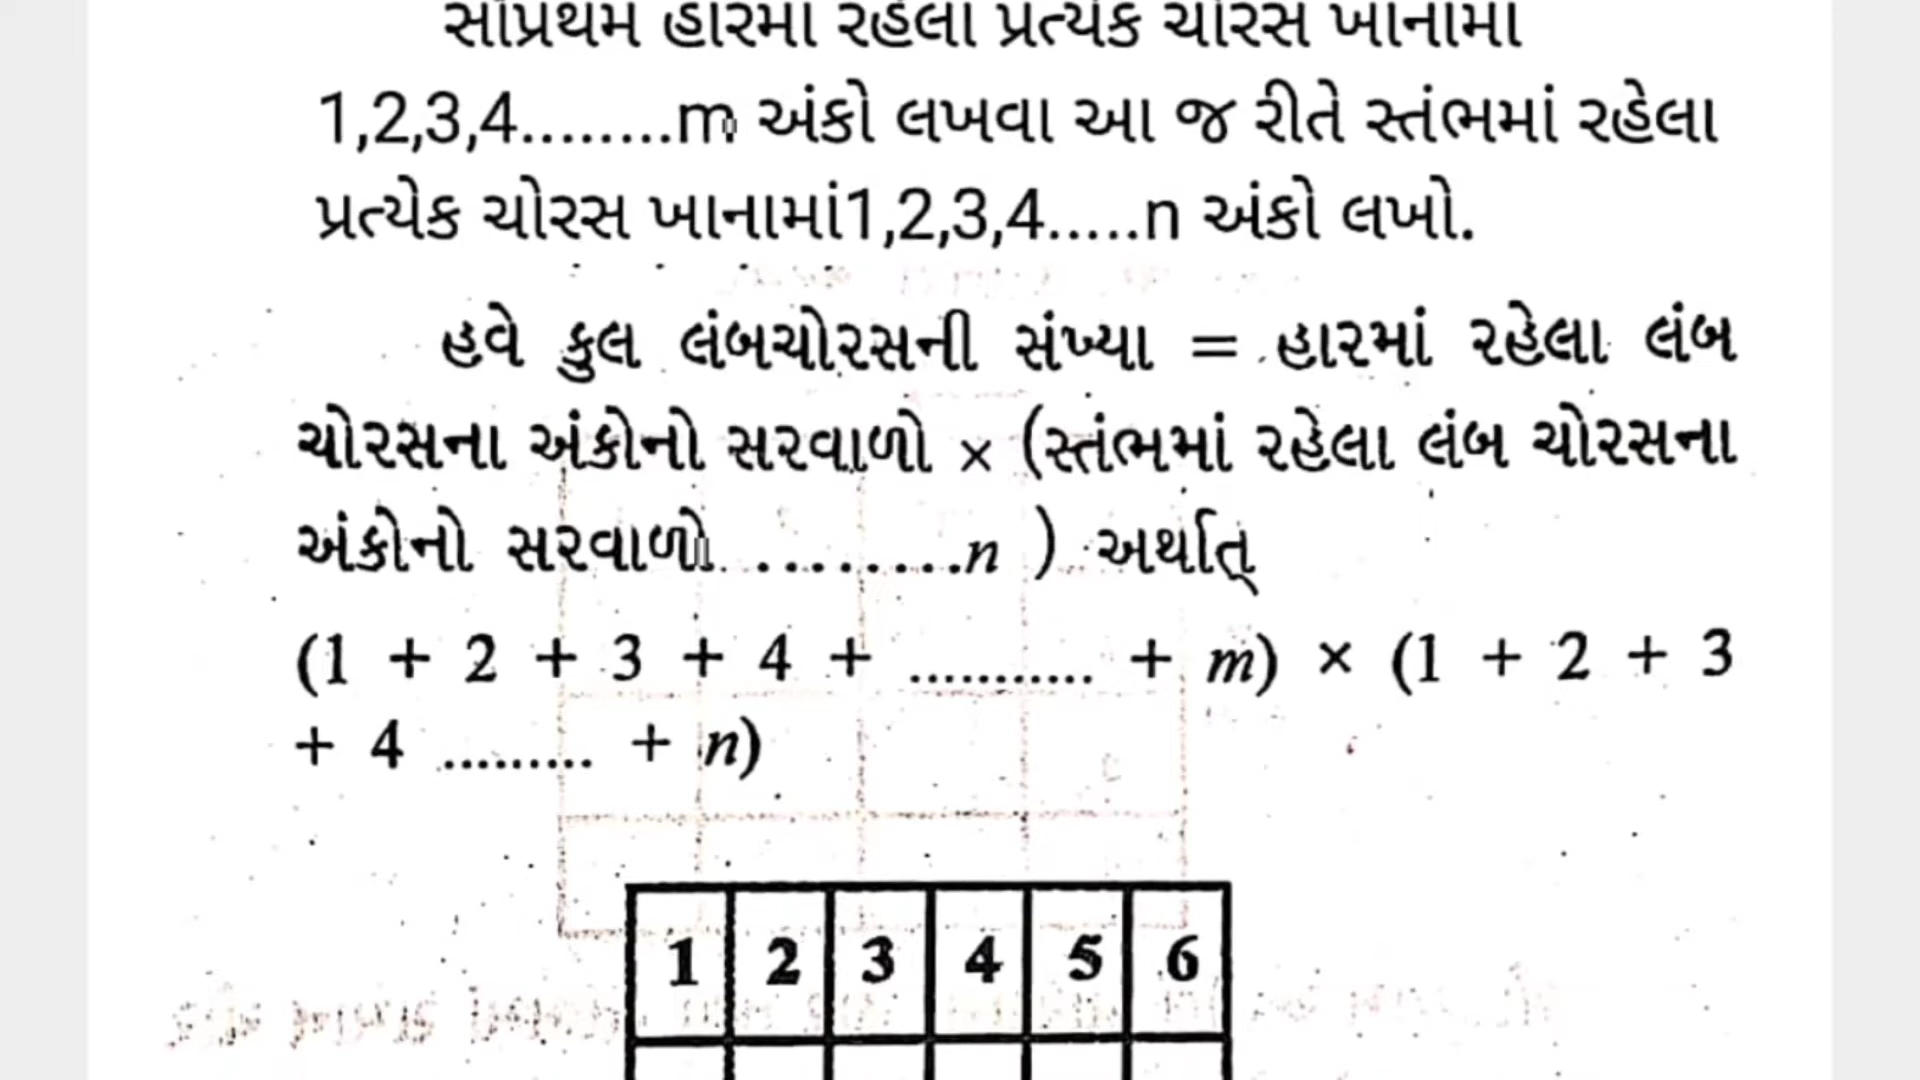 સૌપ્રથમ હારમાં રહેલા પ્રત્યેક ચોરસ ખાનામાં
1,2,3,4........m અંકો લખવા આ જ રીતે સ્તંભમાં રહેલા
પ્રત્યેક ચોરસ ખાનામાં1,2,3,4.....n અંકો લખો.
હવે કુલ લંબચોરસની સંખ્યા = હારમાં રહેલા લંબ
ચોરસના અંકોનો સરવાળો × (સ્તંભમાં રહેલા લંબ ચોરસના
અંકોનો સરવાળો..........n ) અર્થાત્
(1 + 2 + 3 + 4 + ........... + m) × (1 + 2 + 3
+ 4 ......... + n)
1 2 3 4 5 6